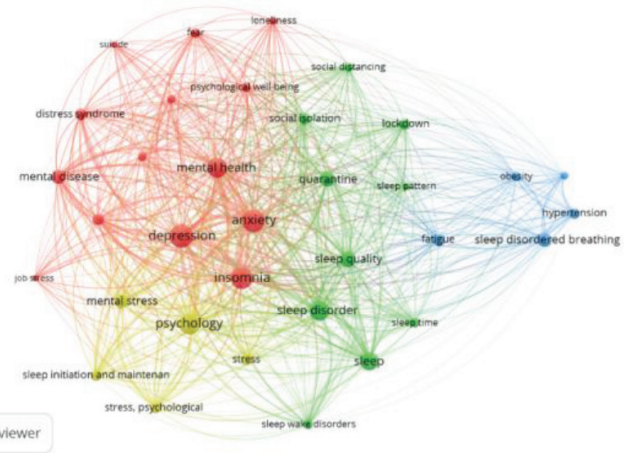 loneliness
fear
suicide
social distancing
psychological well-being
distress syndrome
social isolation
lockdown
mental health
mental disease
quarantine
sleep pattern
obesity
anxiety
hypertension
depression
fatigue
sleep disordered breathing
sleep quality
job stress
insomnia
mental stress
sleep disorder
psychology
sleep time
stress
sleep
sleep initiation and maintenan
stress, psychological
sleep wake disorders
viewer